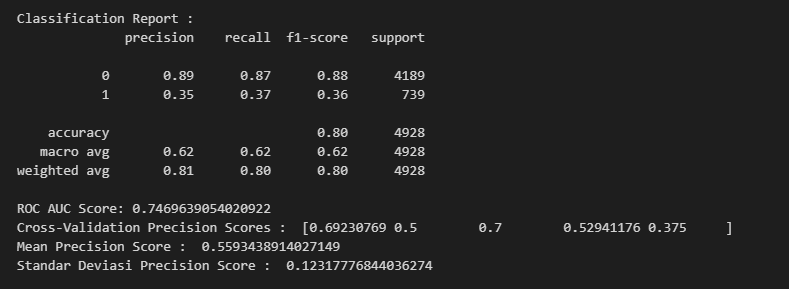 Classification Report :
precision recall f1-score support
0 0.89 0.87 0.88 4189
1 0.35 0.37 0.36 739
accuracy 0.80 4928
macro avg 0.62 0.62 0.62 4928
weighted avg 0.81 0.80 0.80 4928
ROC AUC Score: 0.7469639054020922
Cross-Validation Precision Scores : [0.69230769 0.5 0.7 0.52941176 0.375 ]
Mean Precision Score : 0.5593438914027149
Standar Deviasi Precision Score : 0.12317776844036274